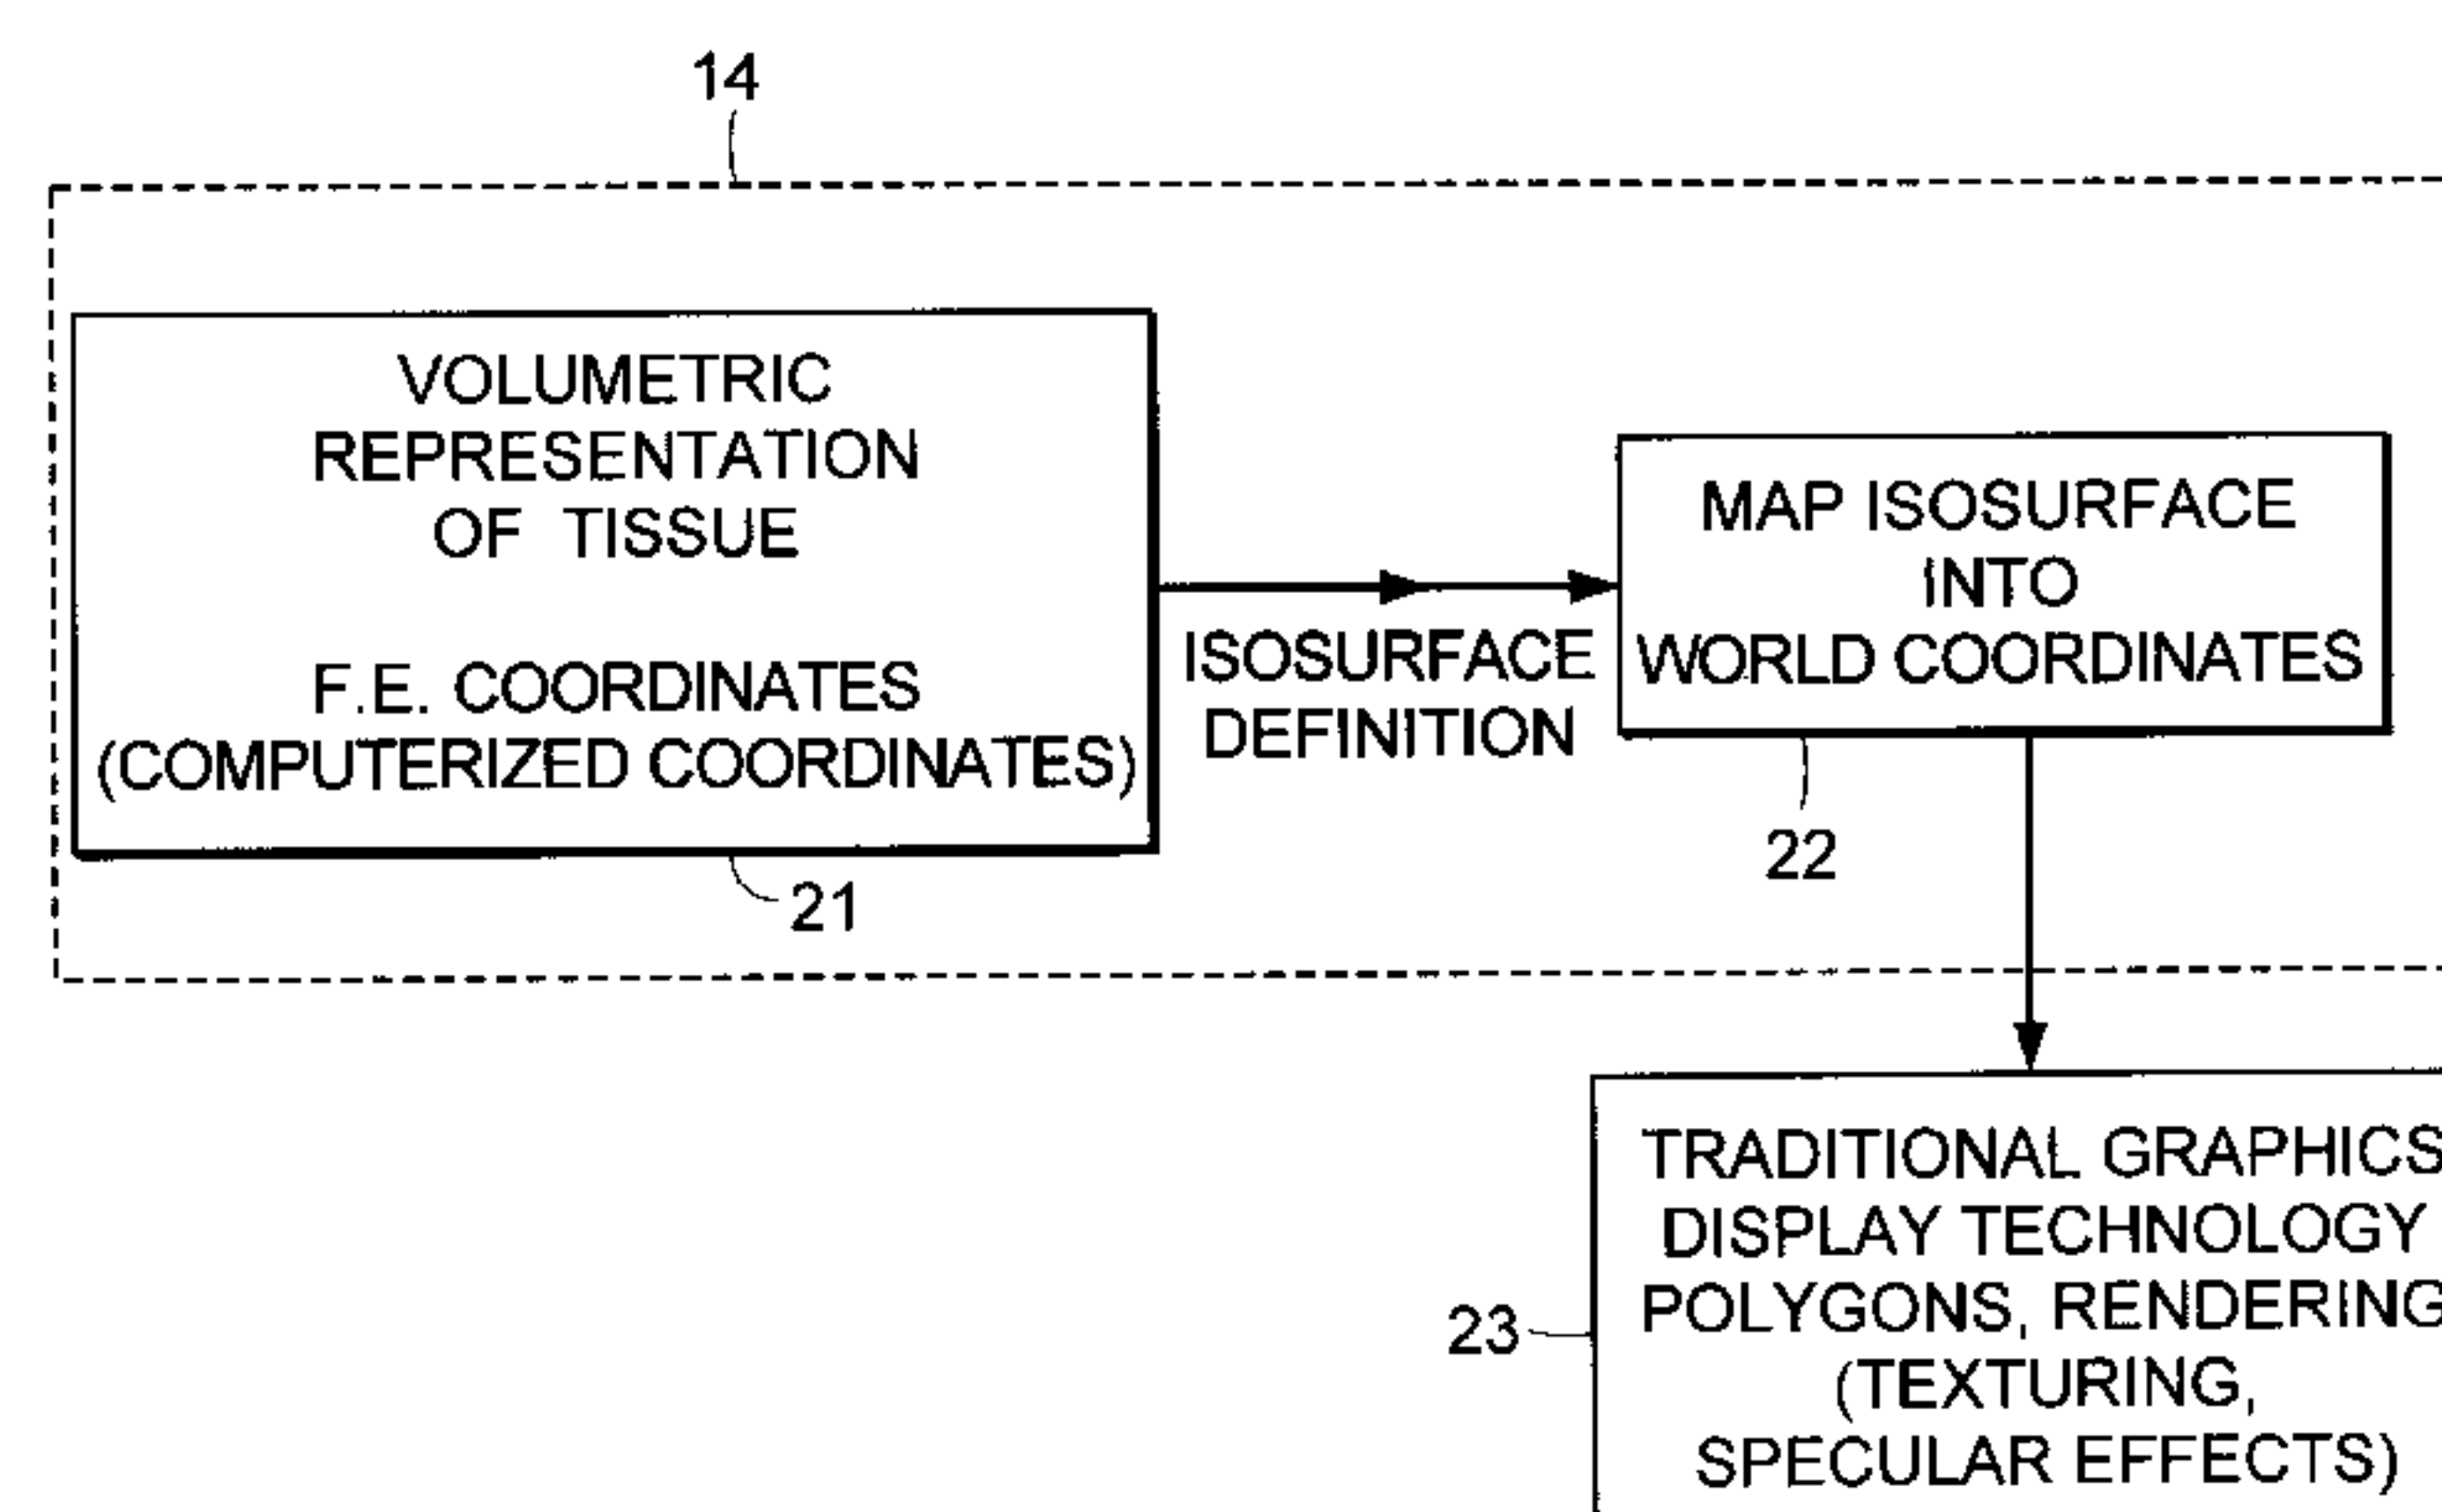 14
VOLUMETRIC
REPRESENTATION
OF TISSUE
F.E. COORDINATES
(COMPUTERIZED COORDINATES)
21
ISOSURFACE
DEFINITION
MAP ISOSURFACE
INTO
WORLD COORDINATES
22
23
TRADITIONAL GRAPHICS
DISPLAY TECHNOLOGY
POLYGONS, RENDERING
(TEXTURING,
SPECULAR EFFECTS)